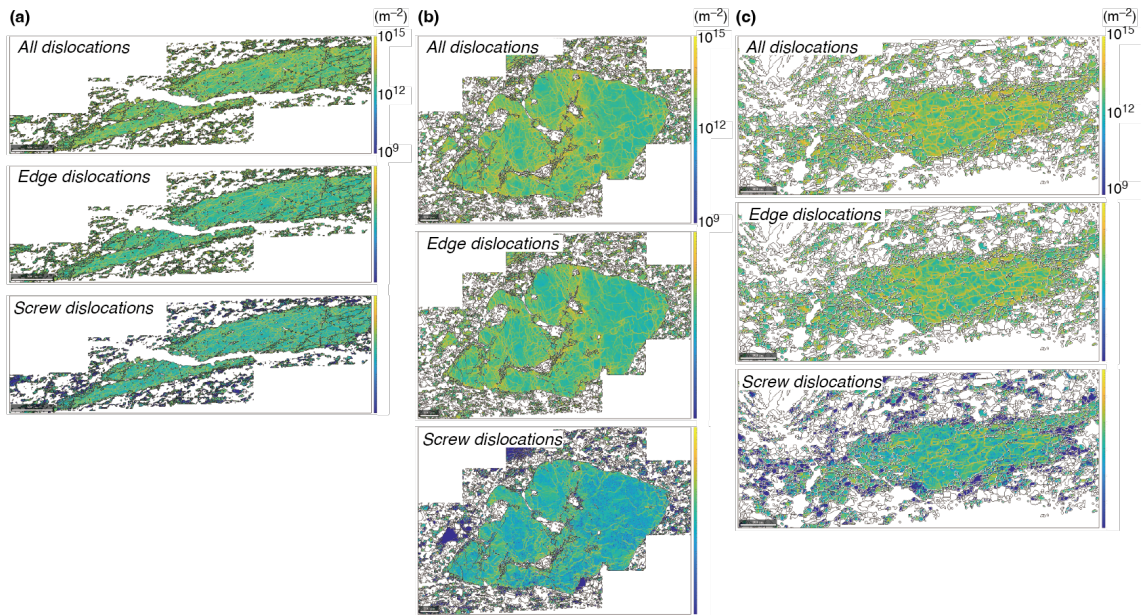 (a)
(m⁻²)
All dislocations
10¹⁵
10¹²
10⁹
Edge dislocations
Screw dislocations
(b)
(m⁻²)
All dislocations
10¹⁵
10¹²
10⁹
Edge dislocations
Screw dislocations
(c)
(m⁻²)
All dislocations
10¹⁵
10¹²
10⁹
Edge dislocations
Screw dislocations